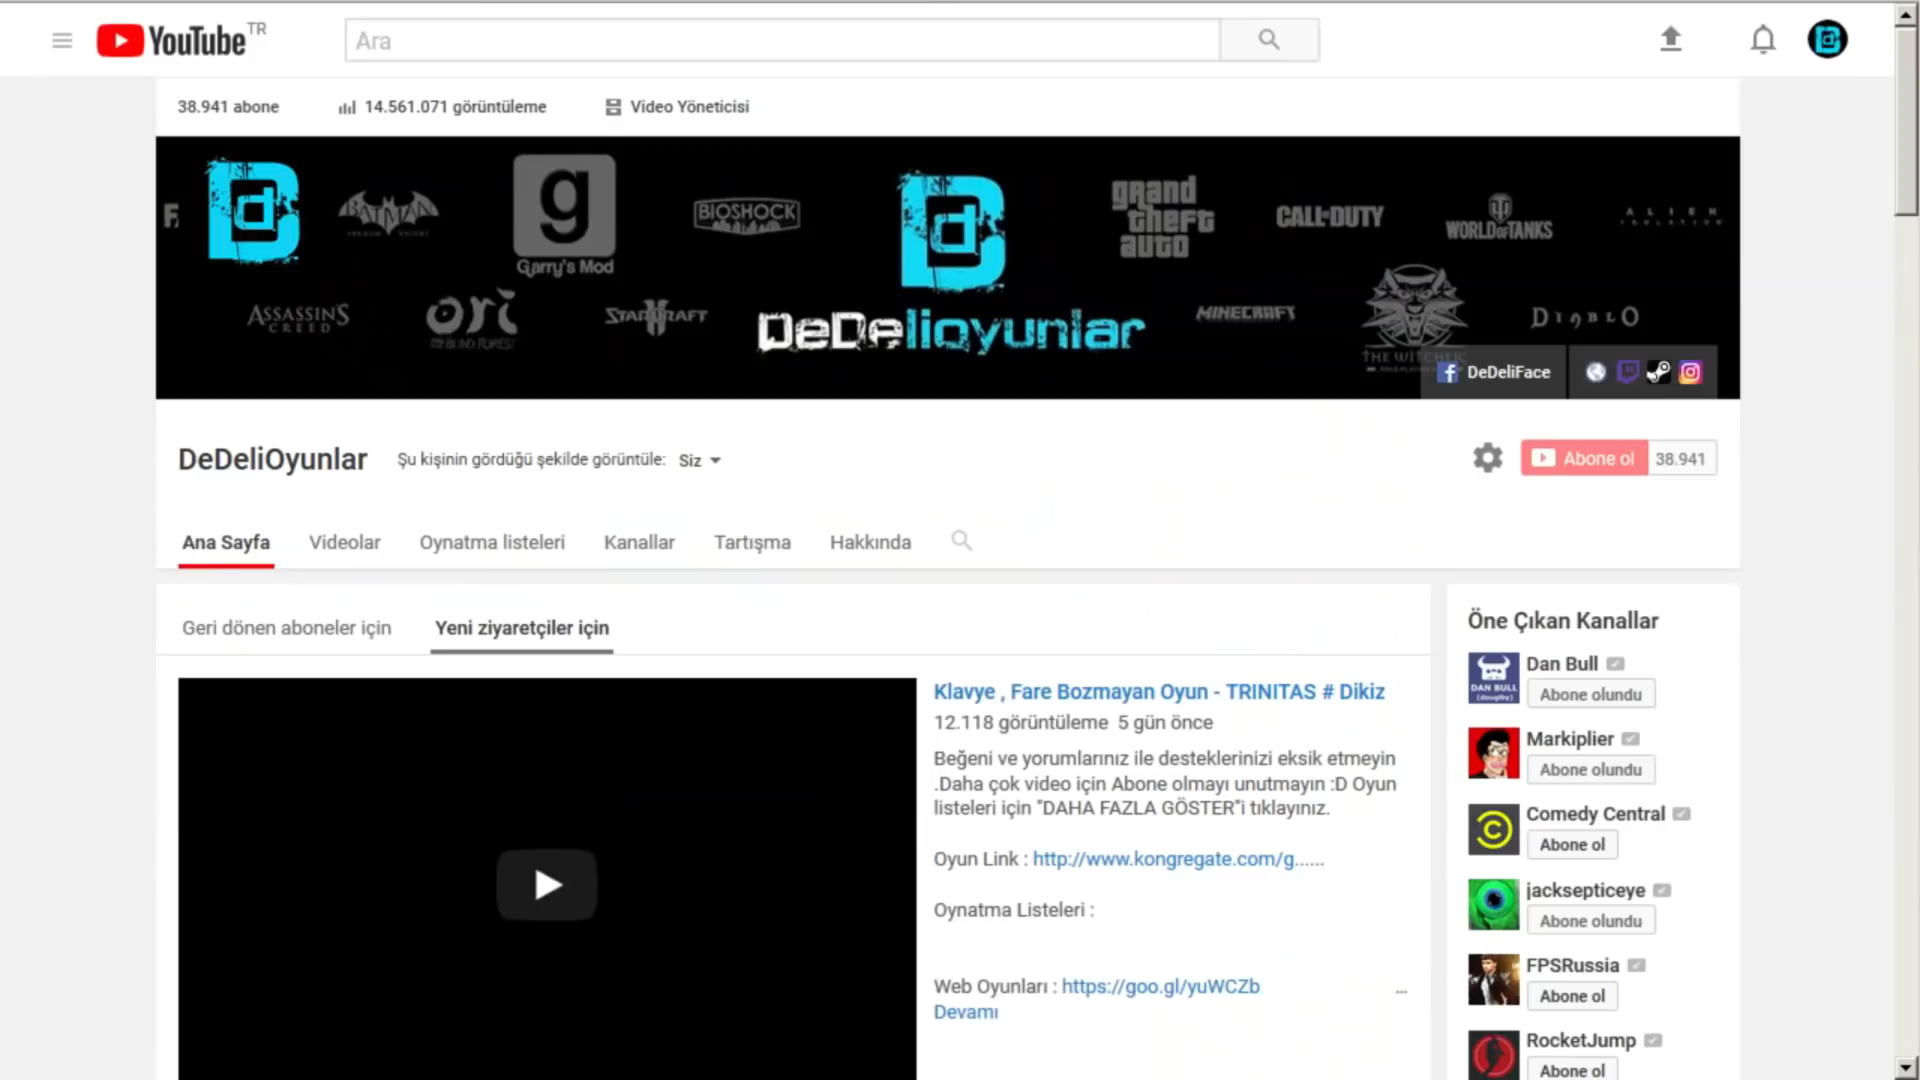 YouTube TR
Ara
38.941 abone
14.561.071 görüntüleme
Video Yöneticisi
BATMAN
g
Garry's Mod
BIOSHOCK
grand
theft
auto
CALL OF DUTY
WORLD OF TANKS
ALIEN
ASSASSIN'S
CREED
ori
STARCRAFT
DeDelioyunlar
MINECRAFT
THE WITCHER
DIABLO
DeDeliFace
DeDeliOyunlar
Şu kişinin gördüğü şekilde görüntüle: Siz
Abone ol 38.941
Ana Sayfa
Videolar
Oynatma listeleri
Kanallar
Tartışma
Hakkında
Geri dönen aboneler için
Yeni ziyaretçiler için
Klavye , Fare Bozmayan Oyun - TRINITAS # Dikiz
12.118 görüntüleme 5 gün önce
Beğeni ve yorumlarınız ile desteklerinizi eksik etmeyin
.Daha çok video için Abone olmayı unutmayın :D Oyun
listeleri için "DAHA FAZLA GÖSTER"i tıklayınız.
Oyun Link : http://www.kongregate.com/g......
Oynatma Listeleri :
Web Oyunları : https://goo.gl/yuWCZb ...
Devamı
Öne Çıkan Kanallar
DAN BULL
Dan Bull
Abone olundu
Markiplier
Abone olundu
Comedy Central
Abone ol
jacksepticeye
Abone olundu
FPSRussia
Abone ol
RocketJump
Abone ol